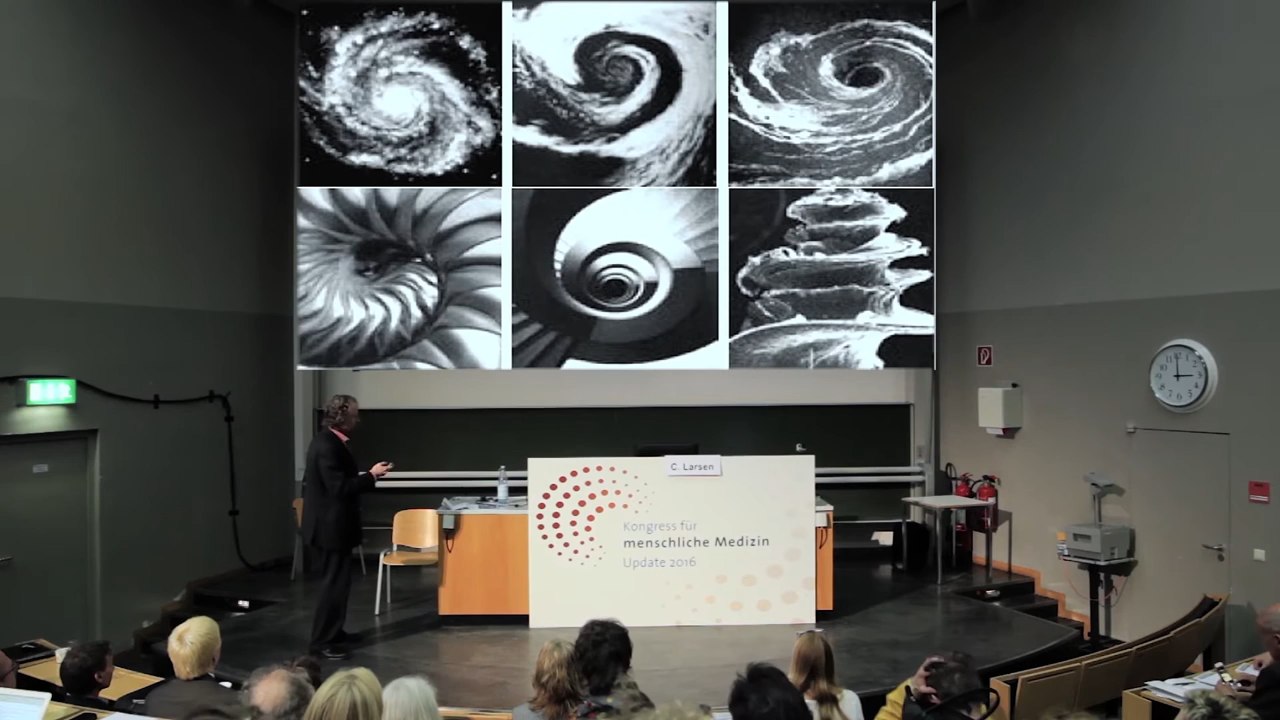 C. Larsen
Kongress für
menschliche Medizin
Update 2016